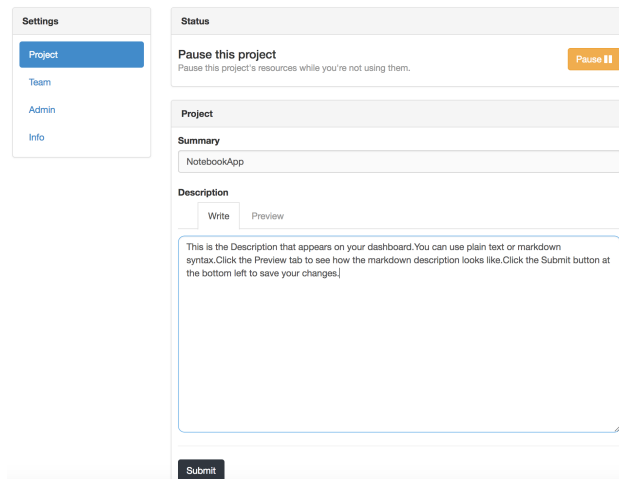 Settings
Project
Team
Admin
Info
Status
Pause this project
Pause this project's resources while you're not using them.
Pause
Project
Summary
NotebookApp
Description
Write Preview
This is the Description that appears on your dashboard.You can use plain text or markdown
syntax.Click the Preview tab to see how the markdown description looks like.Click the Submit button at
the bottom left to save your changes.
Submit